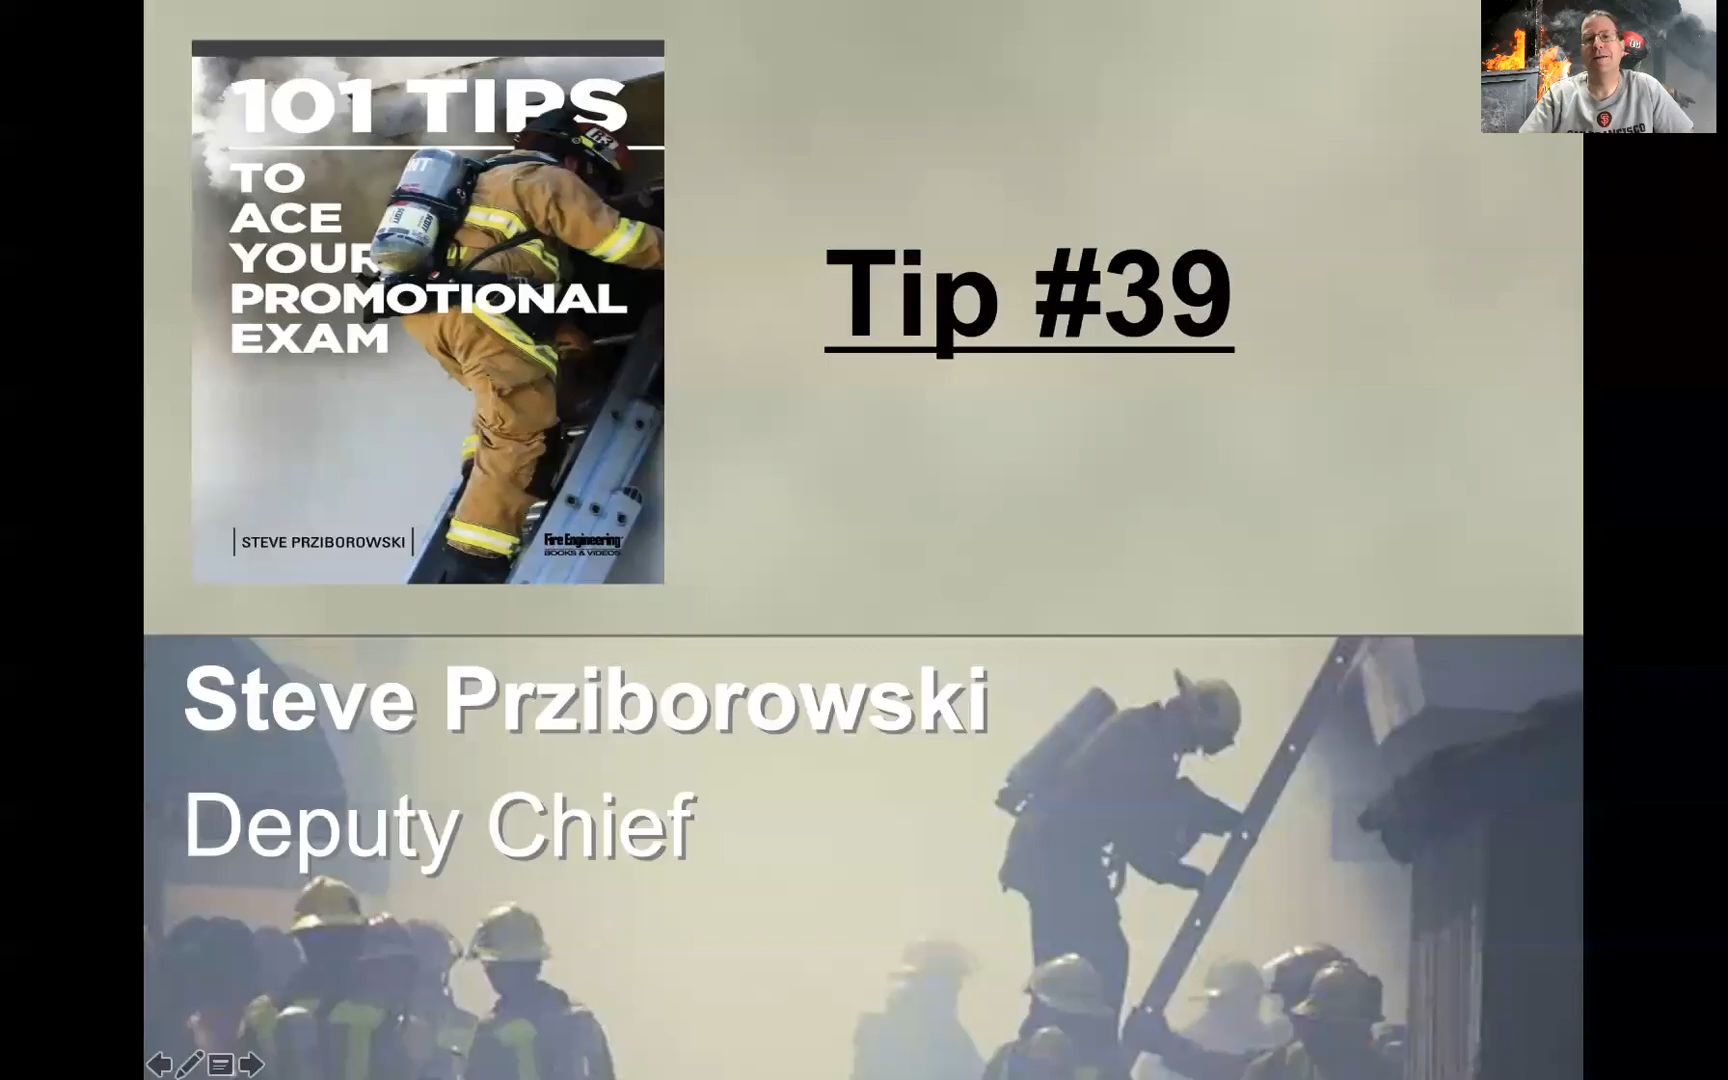 101 TIPS
TO
ACE
YOUR
PROMOTIONAL
EXAM
STEVE PRZIBOROWSKI
Fire Engineering
BOOKS & VIDEOS
Tip #39
Steve Prziborowski
Deputy Chief